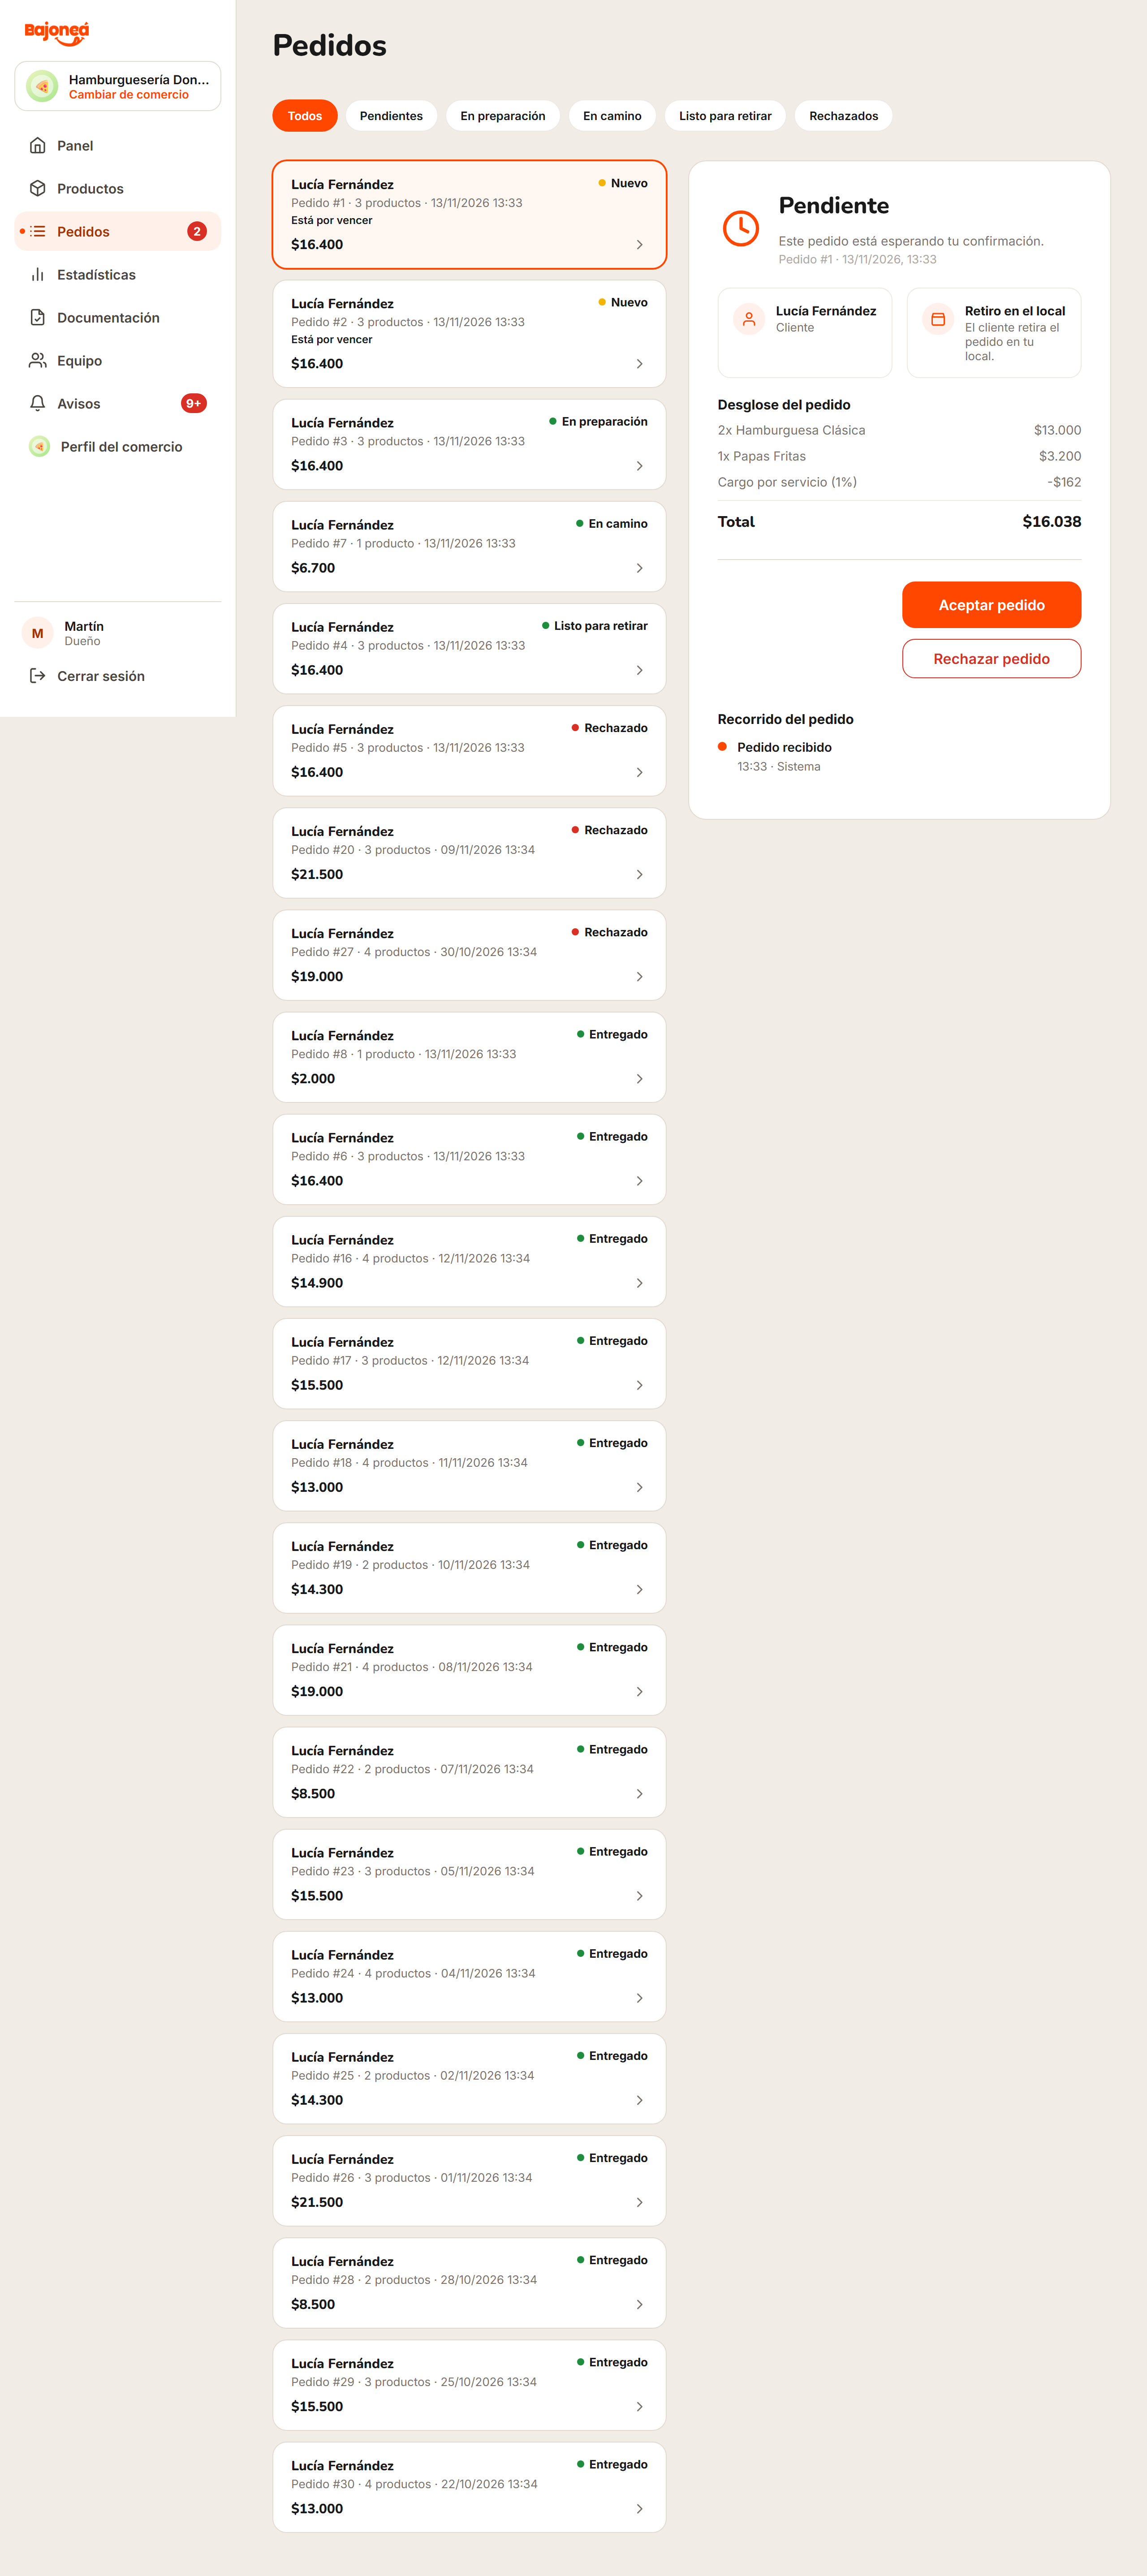 Bajoneá
Hamburguesería Don...
Cambiar de comercio
Panel
Productos
Pedidos
2
Estadísticas
Documentación
Equipo
Avisos
9+
Perfil del comercio
M
Martín
Dueño
Cerrar sesión
Pedidos
Todos
Pendientes
En preparación
En camino
Listo para retirar
Rechazados
Lucía Fernández
Nuevo
Pedido #1 · 3 productos · 13/11/2026 13:33
Está por vencer
$16.400
Lucía Fernández
Nuevo
Pedido #2 · 3 productos · 13/11/2026 13:33
Está por vencer
$16.400
Lucía Fernández
En preparación
Pedido #3 · 3 productos · 13/11/2026 13:33
$16.400
Lucía Fernández
En camino
Pedido #7 · 1 producto · 13/11/2026 13:33
$6.700
Lucía Fernández
Listo para retirar
Pedido #4 · 3 productos · 13/11/2026 13:33
$16.400
Lucía Fernández
Rechazado
Pedido #5 · 3 productos · 13/11/2026 13:33
$16.400
Lucía Fernández
Rechazado
Pedido #20 · 3 productos · 09/11/2026 13:34
$21.500
Lucía Fernández
Rechazado
Pedido #27 · 4 productos · 30/10/2026 13:34
$19.000
Lucía Fernández
Entregado
Pedido #8 · 1 producto · 13/11/2026 13:33
$2.000
Lucía Fernández
Entregado
Pedido #6 · 3 productos · 13/11/2026 13:33
$16.400
Lucía Fernández
Entregado
Pedido #16 · 4 productos · 12/11/2026 13:34
$14.900
Lucía Fernández
Entregado
Pedido #17 · 3 productos · 12/11/2026 13:34
$15.500
Lucía Fernández
Entregado
Pedido #18 · 4 productos · 11/11/2026 13:34
$13.000
Lucía Fernández
Entregado
Pedido #19 · 2 productos · 10/11/2026 13:34
$14.300
Lucía Fernández
Entregado
Pedido #21 · 4 productos · 08/11/2026 13:34
$19.000
Lucía Fernández
Entregado
Pedido #22 · 2 productos · 07/11/2026 13:34
$8.500
Lucía Fernández
Entregado
Pedido #23 · 3 productos · 05/11/2026 13:34
$15.500
Lucía Fernández
Entregado
Pedido #24 · 4 productos · 04/11/2026 13:34
$13.000
Lucía Fernández
Entregado
Pedido #25 · 2 productos · 02/11/2026 13:34
$14.300
Lucía Fernández
Entregado
Pedido #26 · 3 productos · 01/11/2026 13:34
$21.500
Lucía Fernández
Entregado
Pedido #28 · 2 productos · 28/10/2026 13:34
$8.500
Lucía Fernández
Entregado
Pedido #29 · 3 productos · 25/10/2026 13:34
$15.500
Lucía Fernández
Entregado
Pedido #30 · 4 productos · 22/10/2026 13:34
$13.000
Pendiente
Este pedido está esperando tu confirmación.
Pedido #1 · 13/11/2026, 13:33
Lucía Fernández
Cliente
Retiro en el local
El cliente retira el
pedido en tu
local.
Desglose del pedido
2x Hamburguesa Clásica $13.000
1x Papas Fritas $3.200
Cargo por servicio (1%) -$162
Total $16.038
Aceptar pedido
Rechazar pedido
Recorrido del pedido
Pedido recibido
13:33 · Sistema